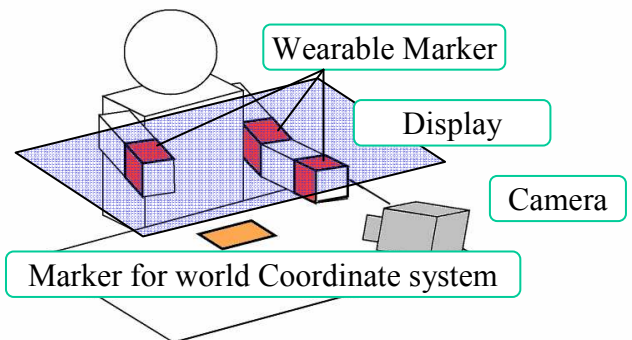 Wearable Marker
Display
Camera
Marker for world Coordinate system